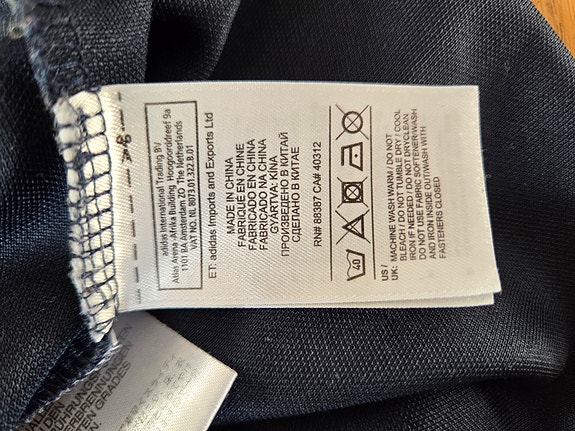 adidas International Trading BV
Atlas Arena Afrika Building, Hoogoorddreef 9a
1101 BA Amsterdam ZO The Netherlands
VAT NO. NL 8073.01.322.B.01
ET: adidas Imports and Exports Ltd
MADE IN CHINA
FABRIQUÉ EN CHINE
FABRICADO EN CHINA
FABRICADO NA CHINA
GYÁRTVA: KÍNA
ПРОИЗВЕДЕНО В КИТАЙ
СДЕЛАНО В КИТАЕ
RN# 88387 CA# 40312
40
US /
UK: MACHINE WASH WARM / DO NOT
BLEACH / DO NOT TUMBLE DRY / COOL
IRON IF NEEDED / DO NOT DRYCLEAN
DO NOT USE FABRIC SOFTENER/WASH
AND IRON INSIDE OUT/WASH WITH
FASTENERS CLOSED
EN GRADES